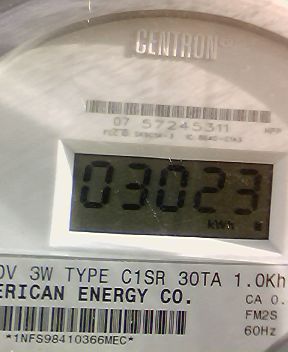 CENTRON®
07 57245311 HPP
03023
kWh
0V 3W TYPE C1SR 30TA 1.0Kh
ERICAN ENERGY CO.
CA 0.
FM2S
60Hz
*1NFS98410366MEC*